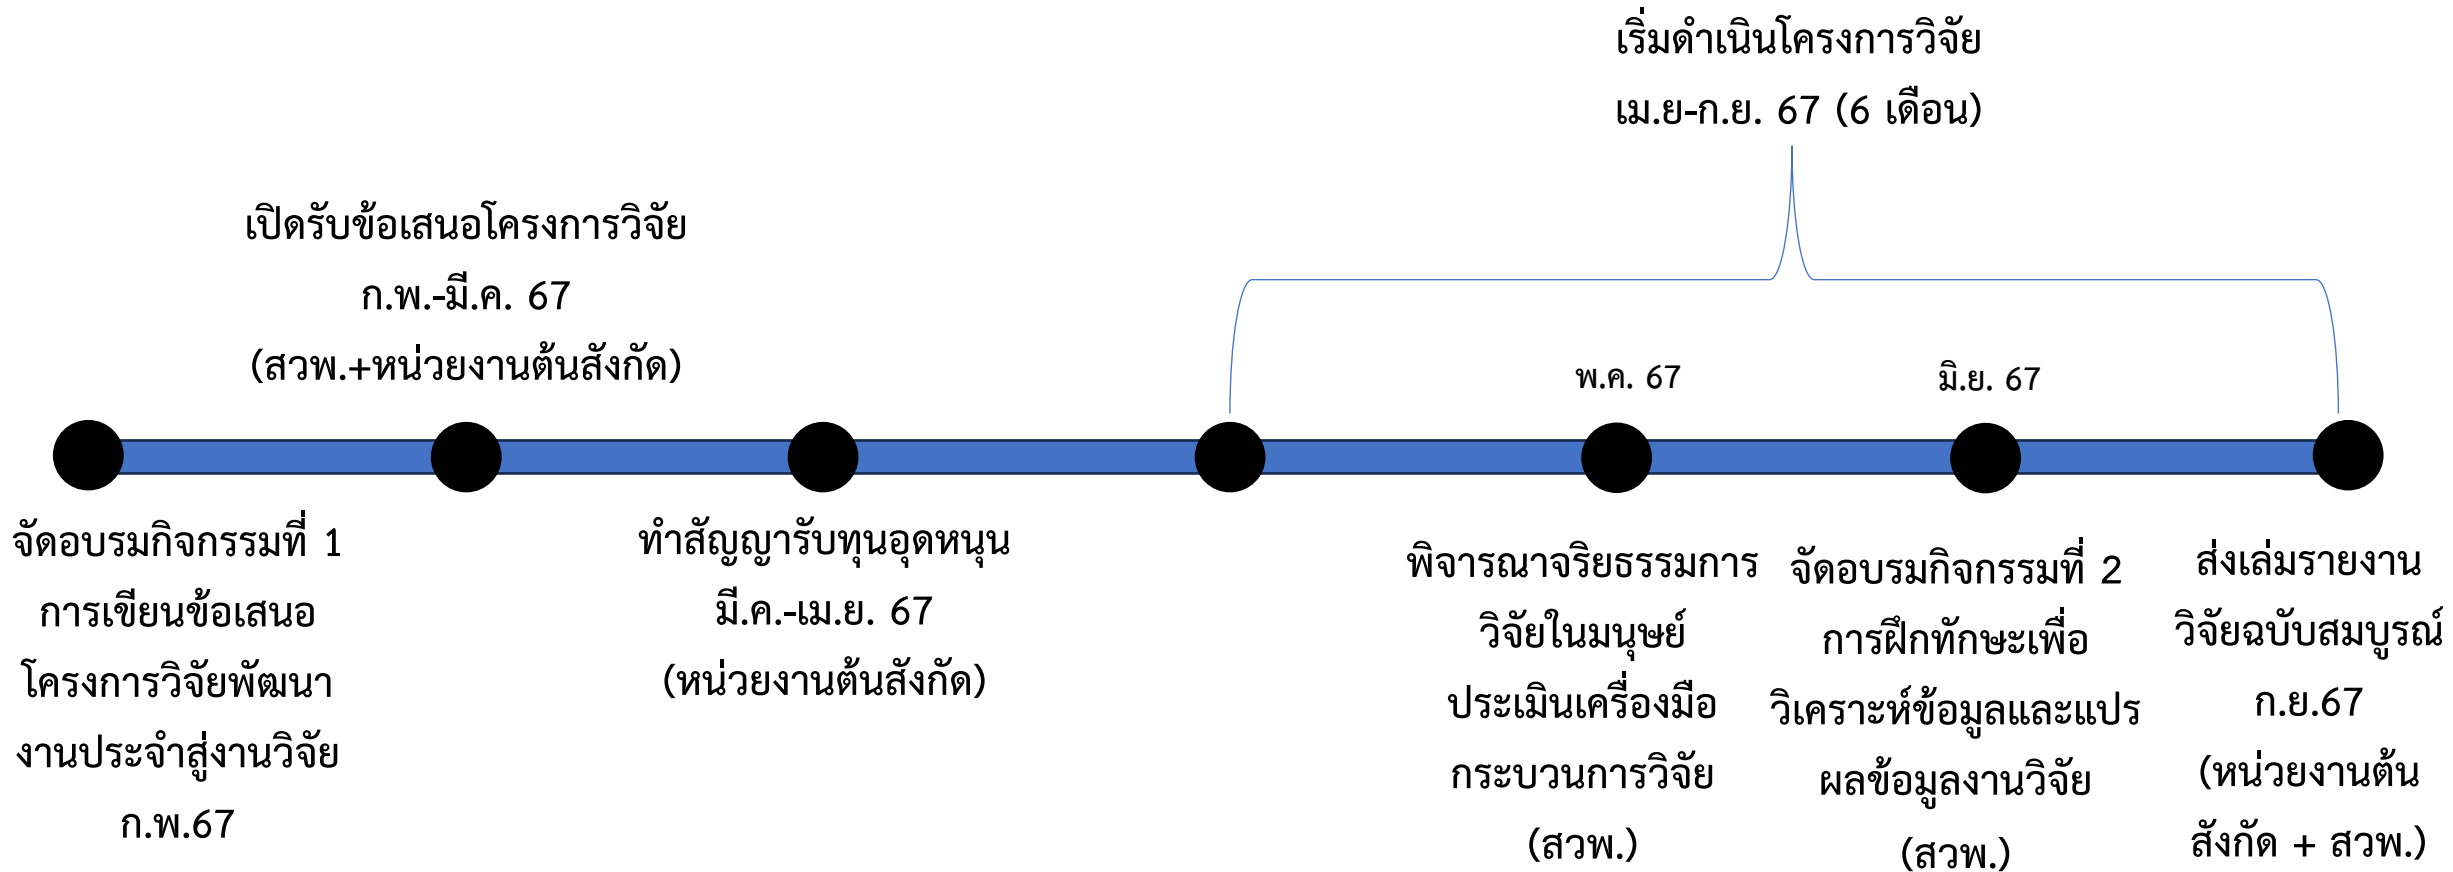 เริ่มดำเนินโครงการวิจัย
เม.ย-ก.ย. 67 (6 เดือน)
เปิดรับข้อเสนอโครงการวิจัย
ก.พ.-มี.ค. 67
(สวพ.+หน่วยงานต้นสังกัด)
พ.ค. 67
มิ.ย. 67
จัดอบรมกิจกรรมที่ 1
การเขียนข้อเสนอ
โครงการวิจัยพัฒนา
งานประจำสู่งานวิจัย
ก.พ.67
ทำสัญญารับทุนอุดหนุน
มี.ค.-เม.ย. 67
(หน่วยงานต้นสังกัด)
พิจารณาจริยธรรมการ
วิจัยในมนุษย์
ประเมินเครื่องมือ
กระบวนการวิจัย
(สวพ.)
จัดอบรมกิจกรรมที่ 2
การฝึกทักษะเพื่อ
วิเคราะห์ข้อมูลและแปร
ผลข้อมูลงานวิจัย
(สวพ.)
ส่งเล่มรายงาน
วิจัยฉบับสมบูรณ์
ก.ย.67
(หน่วยงานต้น
สังกัด + สวพ.)